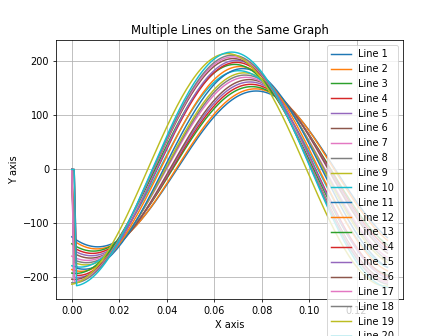 Multiple Lines on the Same Graph
Y axis
200
100
0
−100
−200
0.00
0.02
0.04
0.06
0.08
0.10
X axis
Line 1
Line 2
Line 3
Line 4
Line 5
Line 6
Line 7
Line 8
Line 9
Line 10
Line 11
Line 12
Line 13
Line 14
Line 15
Line 16
Line 17
Line 18
Line 19
Line 20